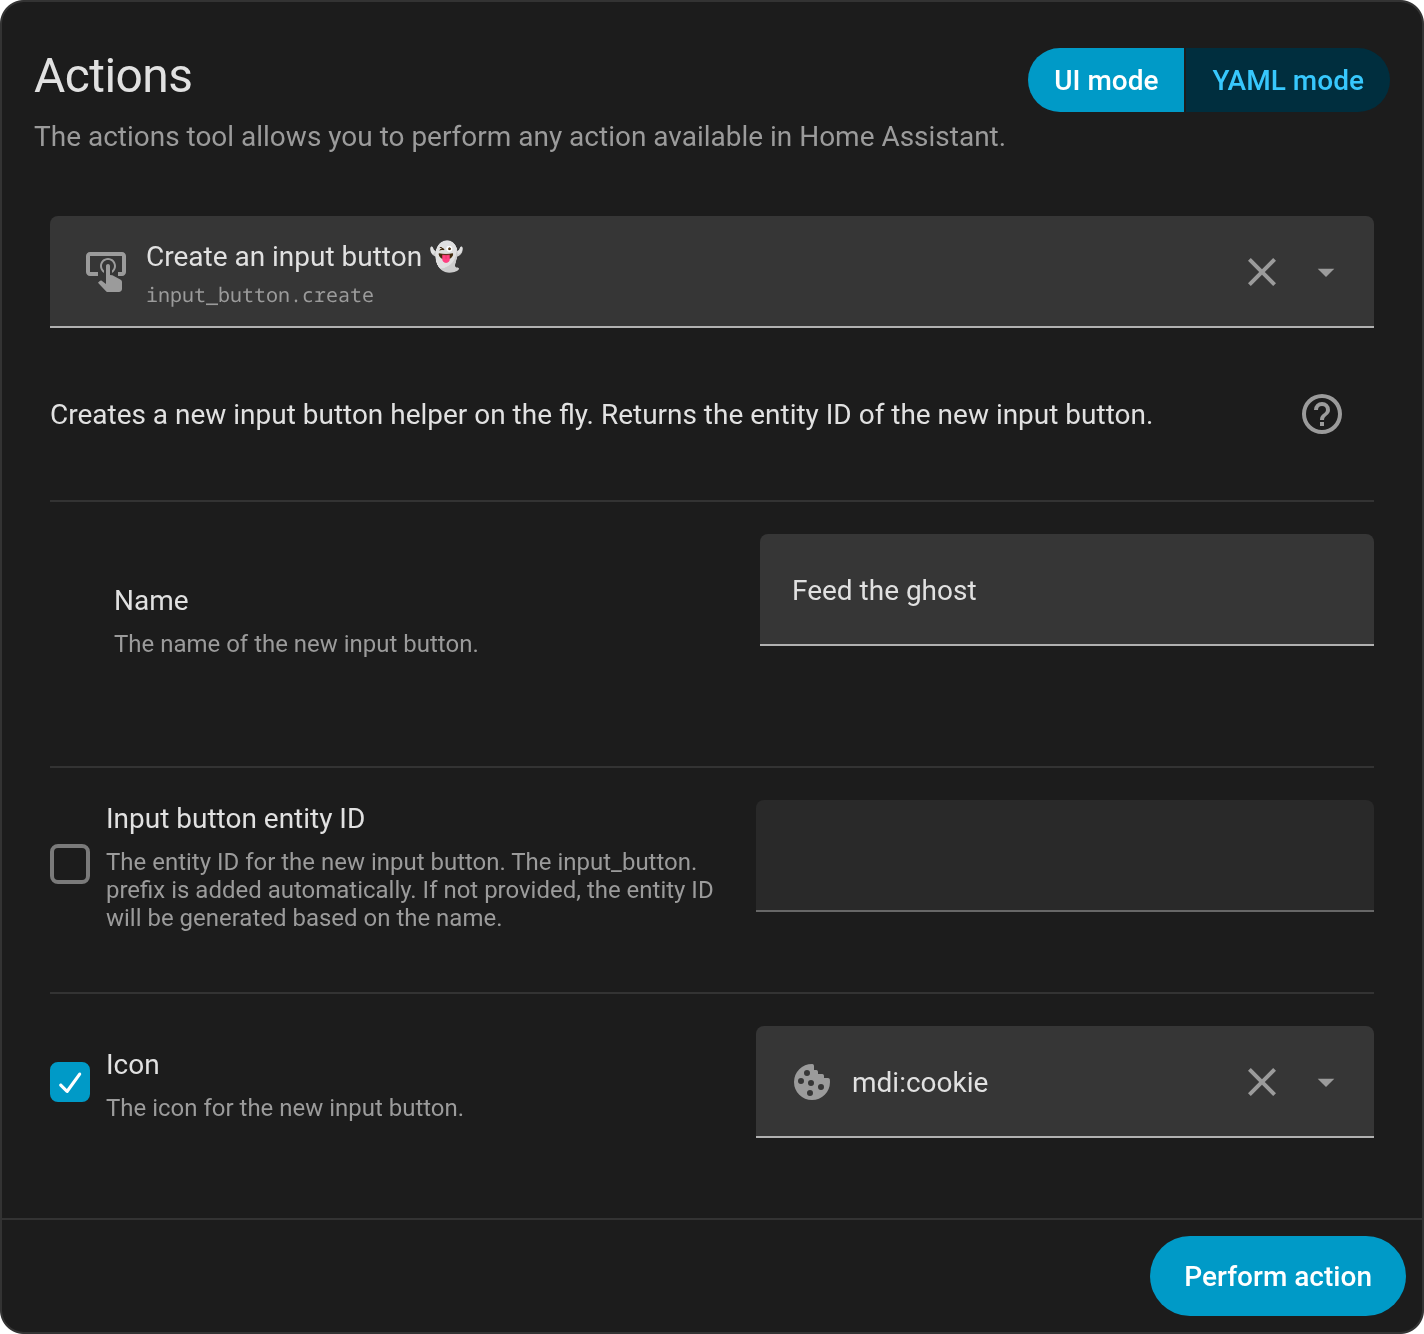 Actions
UI mode
YAML mode
The actions tool allows you to perform any action available in Home Assistant.
Create an input button 👻
input_button.create
Creates a new input button helper on the fly. Returns the entity ID of the new input button.
Name
The name of the new input button.
Feed the ghost
Input button entity ID
The entity ID for the new input button. The input_button.
prefix is added automatically. If not provided, the entity ID
will be generated based on the name.
Icon
The icon for the new input button.
mdi:cookie
Perform action